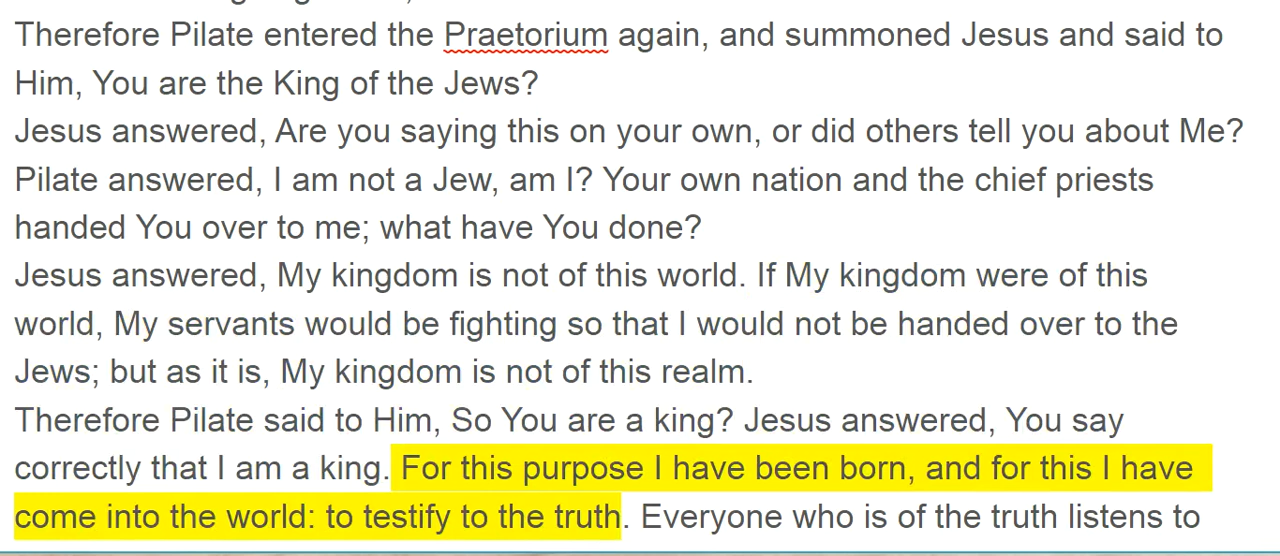 Therefore Pilate entered the Praetorium again, and summoned Jesus and said to
Him, You are the King of the Jews?
Jesus answered, Are you saying this on your own, or did others tell you about Me?
Pilate answered, I am not a Jew, am I? Your own nation and the chief priests
handed You over to me; what have You done?
Jesus answered, My kingdom is not of this world. If My kingdom were of this
world, My servants would be fighting so that I would not be handed over to the
Jews; but as it is, My kingdom is not of this realm.
Therefore Pilate said to Him, So You are a king? Jesus answered, You say
correctly that I am a king. For this purpose I have been born, and for this I have
come into the world: to testify to the truth. Everyone who is of the truth listens to